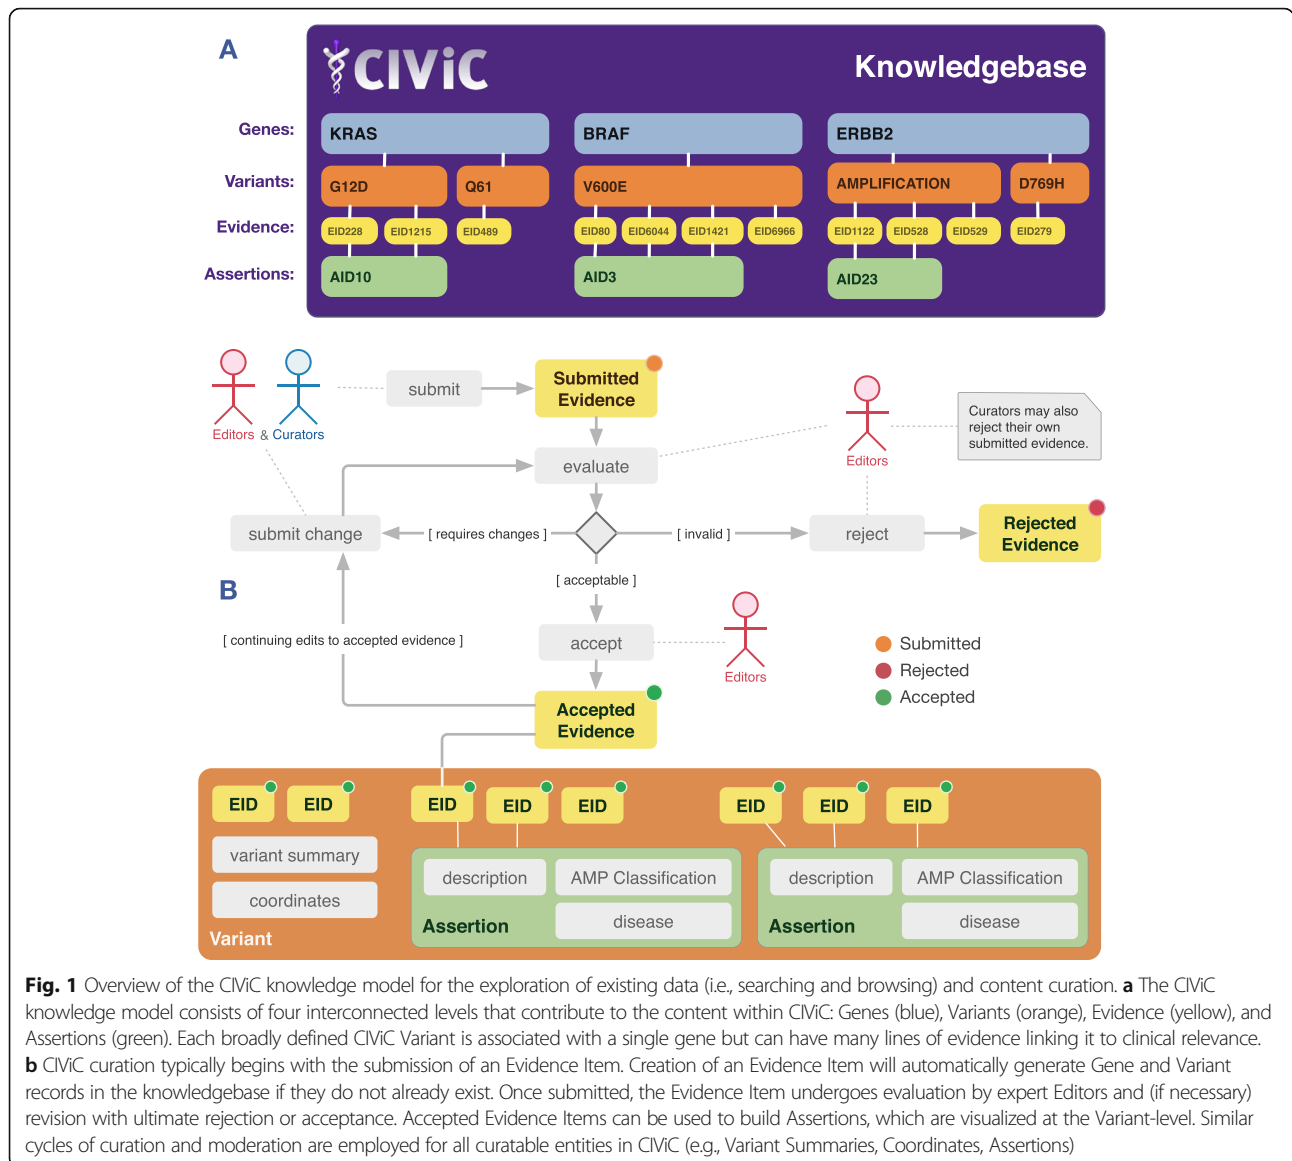 A
CIViC
Knowledgebase
Genes:
KRAS
BRAF
ERBB2
Variants:
G12D
Q61
V600E
AMPLIFICATION
D769H
Evidence:
EID228
EID1215
EID489
EID80
EID6044
EID1421
EID6966
EID1122
EID528
EID529
EID279
Assertions:
AID10
AID3
AID23
Editors & Curators
submit
Submitted
Evidence
evaluate
Editors
Curators may also
reject their own
submitted evidence.
submit change
[ requires changes ]
[ invalid ]
reject
Rejected
Evidence
B
[ acceptable ]
[ continuing edits to accepted evidence ]
accept
Editors
Submitted
Rejected
Accepted
Accepted
Evidence
EID
EID
EID
EID
EID
EID
EID
EID
variant summary
coordinates
Variant
description
AMP Classification
Assertion
disease
description
AMP Classification
Assertion
disease
Fig. 1 Overview of the CIViC knowledge model for the exploration of existing data (i.e., searching and browsing) and content curation. a The CIViC
knowledge model consists of four interconnected levels that contribute to the content within CIViC: Genes (blue), Variants (orange), Evidence (yellow), and
Assertions (green). Each broadly defined CIViC Variant is associated with a single gene but can have many lines of evidence linking it to clinical relevance.
b CIViC curation typically begins with the submission of an Evidence Item. Creation of an Evidence Item will automatically generate Gene and Variant
records in the knowledgebase if they do not already exist. Once submitted, the Evidence Item undergoes evaluation by expert Editors and (if necessary)
revision with ultimate rejection or acceptance. Accepted Evidence Items can be used to build Assertions, which are visualized at the Variant-level. Similar
cycles of curation and moderation are employed for all curatable entities in CIViC (e.g., Variant Summaries, Coordinates, Assertions)